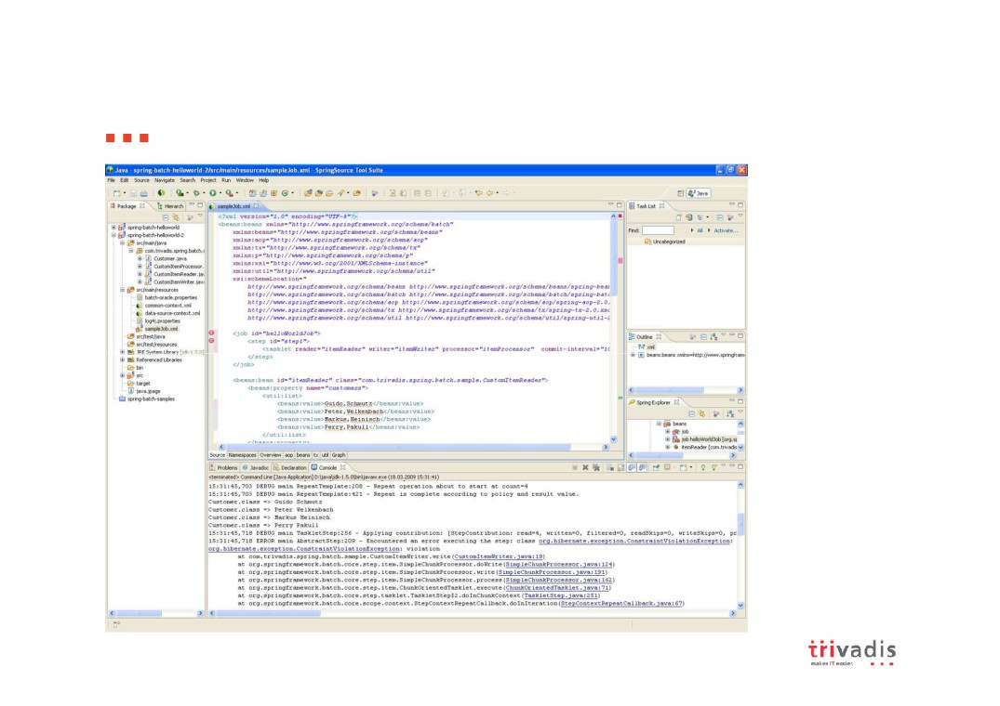 Java - spring-batch-helloworld-2/src/main/resources/sampleJob.xml - SpringSource Tool Suite
File Edit Source Navigate Search Project Run Window Help
Java
Package
Hierarch
spring-batch-helloworld
spring-batch-helloworld-2
src/main/java
com.trivadis.spring.batch.
Customer.java
CustomItemProcessor.
CustomItemReader.jav
CustomItemWriter.jav
src/main/resources
batch-oracle.properties
common-context.xml
data-source-context.xml
log4j.properties
sampleJob.xml
src/test/java
src/test/resources
JRE System Library [jdk-1.5.0]
Referenced Libraries
bin
src
target
java.jpage
spring-batch-samples
sampleJob.xml
<?xml version="1.0" encoding="UTF-8"?>
<beans:beans xmlns="http://www.springframework.org/schema/batch"
xmlns:beans="http://www.springframework.org/schema/beans"
xmlns:aop="http://www.springframework.org/schema/aop"
xmlns:tx="http://www.springframework.org/schema/tx"
xmlns:p="http://www.springframework.org/schema/p"
xmlns:xsi="http://www.w3.org/2001/XMLSchema-instance"
xmlns:util="http://www.springframework.org/schema/util"
xsi:schemaLocation="
http://www.springframework.org/schema/beans http://www.springframework.org/schema/beans/spring-bean
http://www.springframework.org/schema/batch http://www.springframework.org/schema/batch/spring-batc
http://www.springframework.org/schema/aop http://www.springframework.org/schema/aop/spring-aop-2.0.
http://www.springframework.org/schema/tx http://www.springframework.org/schema/tx/spring-tx-2.0.xsd
http://www.springframework.org/schema/util http://www.springframework.org/schema/util/spring-util-2
<job id="helloWorldJob">
<step id="step1">
<tasklet reader="itemReader" writer="itemWriter" processor="itemProcessor" commit-interval="10
</step>
</job>
<beans:bean id="itemReader" class="com.trivadis.spring.batch.sample.CustomItemReader">
<beans:property name="customers">
<util:list>
<beans:value>Guido,Schmutz</beans:value>
<beans:value>Peter,Welkenbach</beans:value>
<beans:value>Markus,Heinisch</beans:value>
<beans:value>Perry,Pakull</beans:value>
</util:list>
</beans:property>
Source Namespaces Overview aop beans tx util Graph
Task List
Find:
All
Activate...
Uncategorized
Outline
xml
beans:beans xmlns=http://www.springfram
Spring Explorer
beans
job
job helloWorldJob [org.sp
itemReader [com.trivadis
Problems Javadoc Declaration Console
<terminated> Command Line [Java Application] D:\java\jdk-1.5.0\bin\javaw.exe (18.03.2009 15:31:41)
15:31:45,703 DEBUG main RepeatTemplate:208 - Repeat operation about to start at count=4
15:31:45,703 DEBUG main RepeatTemplate:421 - Repeat is complete according to policy and result value.
Customer.class => Guido Schmutz
Customer.class => Peter Welkenbach
Customer.class => Markus Heinisch
Customer.class => Perry Pakull
15:31:45,718 DEBUG main TaskletStep:256 - Applying contribution: [StepContribution: read=4, written=0, filtered=0, readSkips=0, writeSkips=0, pr
15:31:45,718 ERROR main AbstractStep:209 - Encountered an error executing the step: class org.hibernate.exception.ConstraintViolationException:
org.hibernate.exception.ConstraintViolationException: violation
at com.trivadis.spring.batch.sample.CustomItemWriter.write(CustomItemWriter.java:19)
at org.springframework.batch.core.step.item.SimpleChunkProcessor.doWrite(SimpleChunkProcessor.java:124)
at org.springframework.batch.core.step.item.SimpleChunkProcessor.write(SimpleChunkProcessor.java:191)
at org.springframework.batch.core.step.item.SimpleChunkProcessor.process(SimpleChunkProcessor.java:162)
at org.springframework.batch.core.step.item.ChunkOrientedTasklet.execute(ChunkOrientedTasklet.java:71)
at org.springframework.batch.core.step.tasklet.TaskletStep$2.doInChunkContext(TaskletStep.java:251)
at org.springframework.batch.core.scope.context.StepContextRepeatCallback.doInIteration(StepContextRepeatCallback.java:67)
trivadis
makes IT easier.